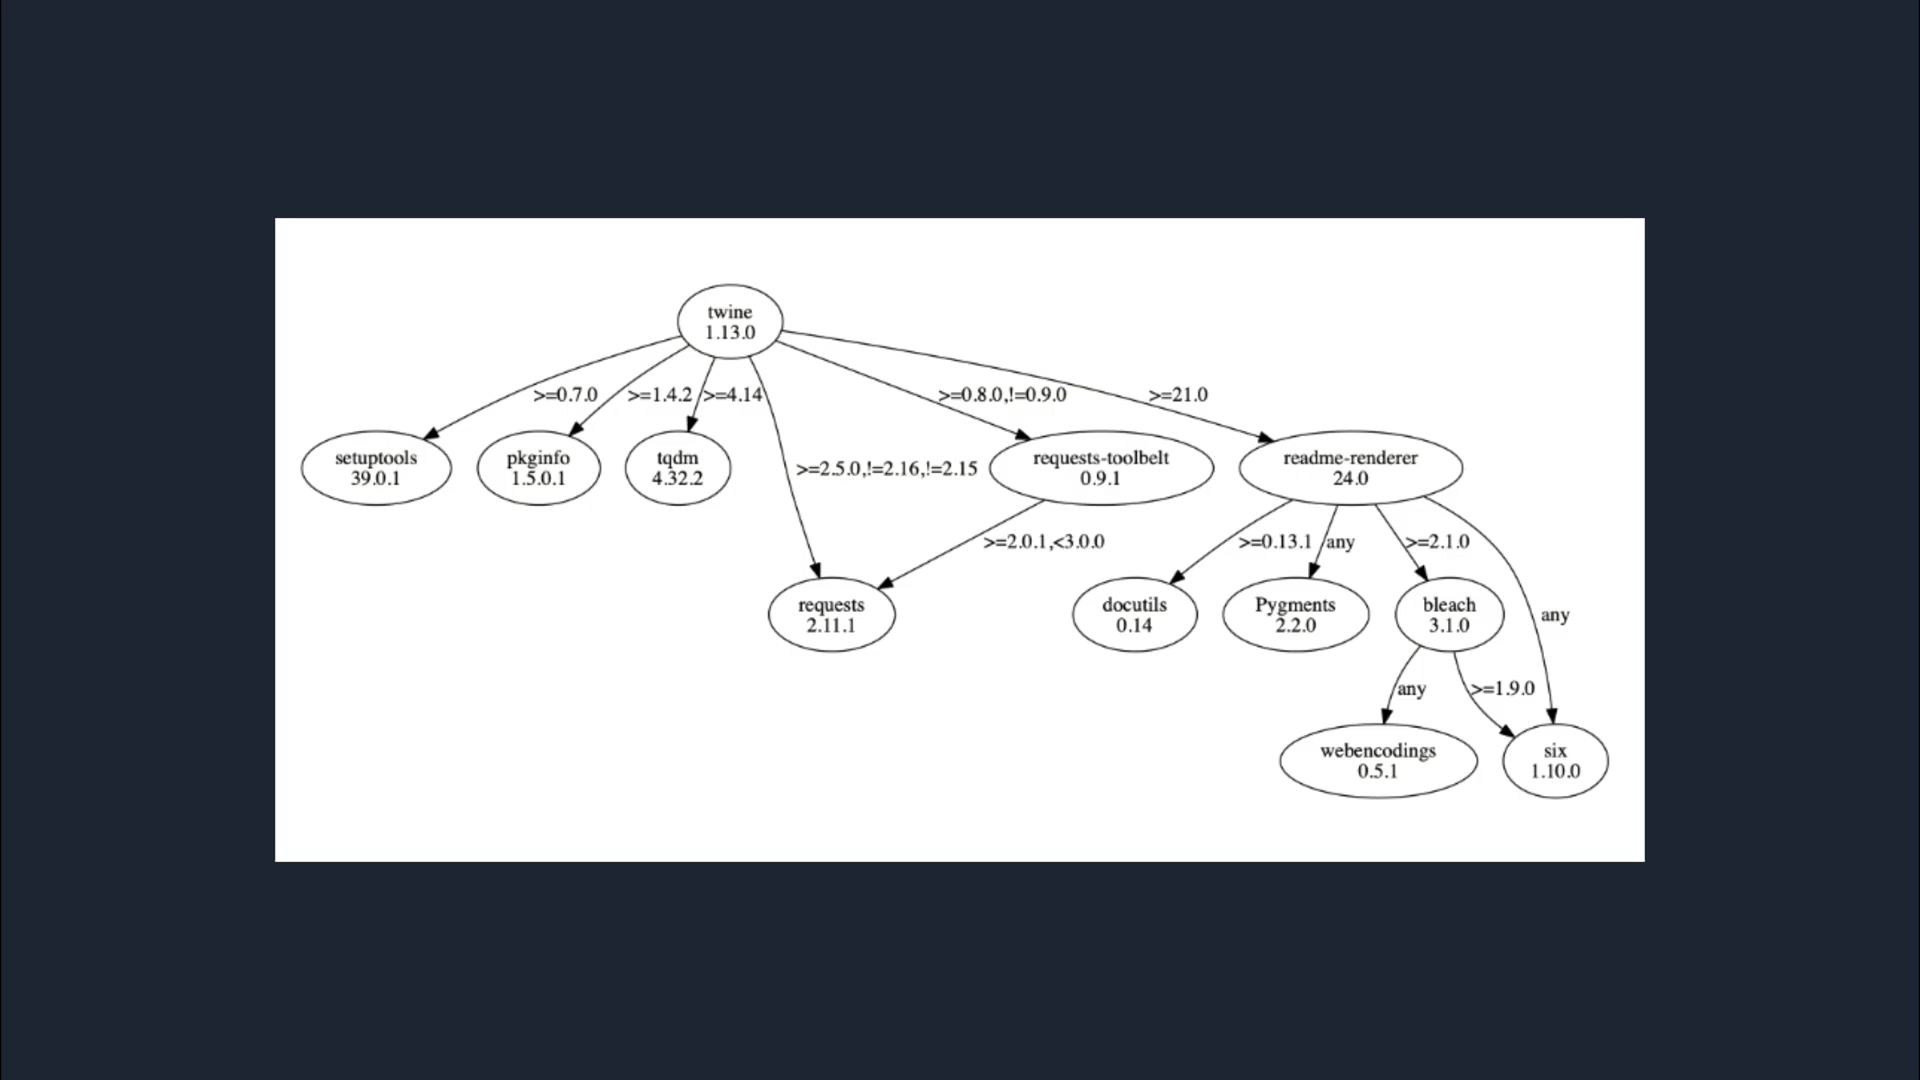 twine
1.13.0
>=0.7.0
>=1.4.2
>=4.14
>=0.8.0,!=0.9.0
>=21.0
setuptools
39.0.1
pkginfo
1.5.0.1
tqdm
4.32.2
>=2.5.0,!=2.16,!=2.15
requests-toolbelt
0.9.1
readme-renderer
24.0
>=2.0.1,<3.0.0
>=0.13.1
any
>=2.1.0
requests
2.11.1
docutils
0.14
Pygments
2.2.0
bleach
3.1.0
any
any
>=1.9.0
webencodings
0.5.1
six
1.10.0